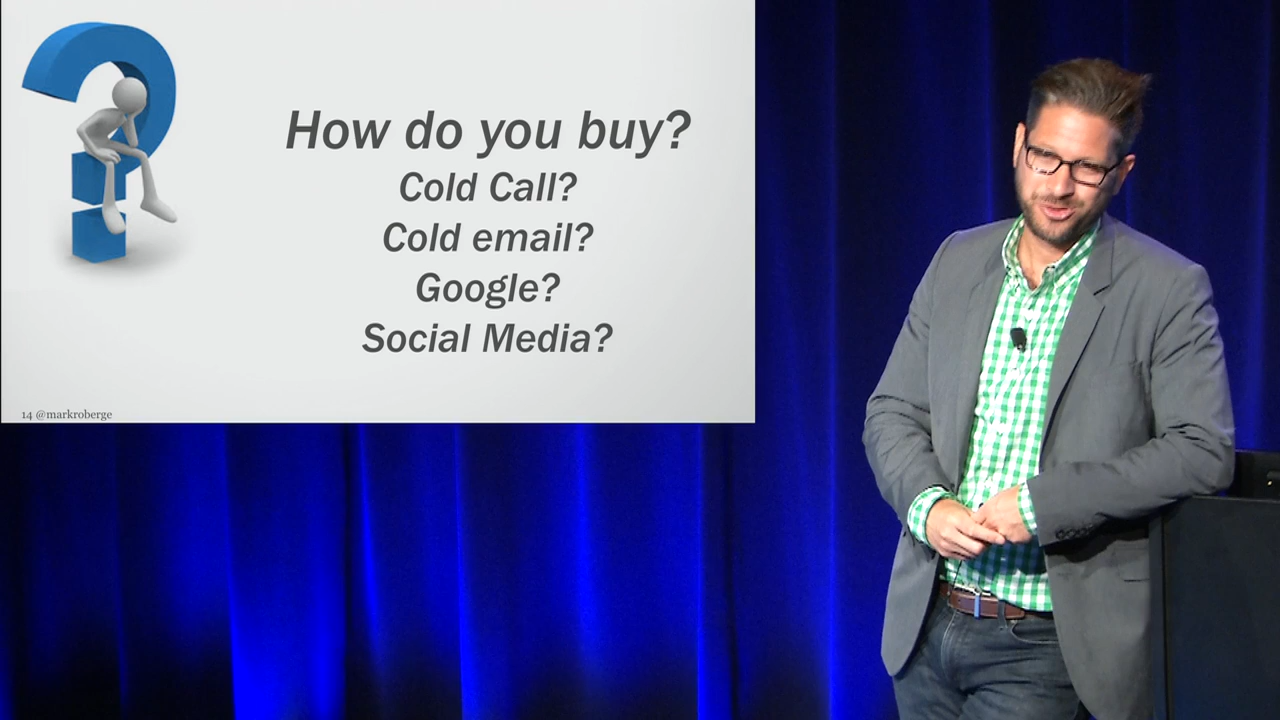 How do you buy?
Cold Call?
Cold email?
Google?
Social Media?
14 @markroberge